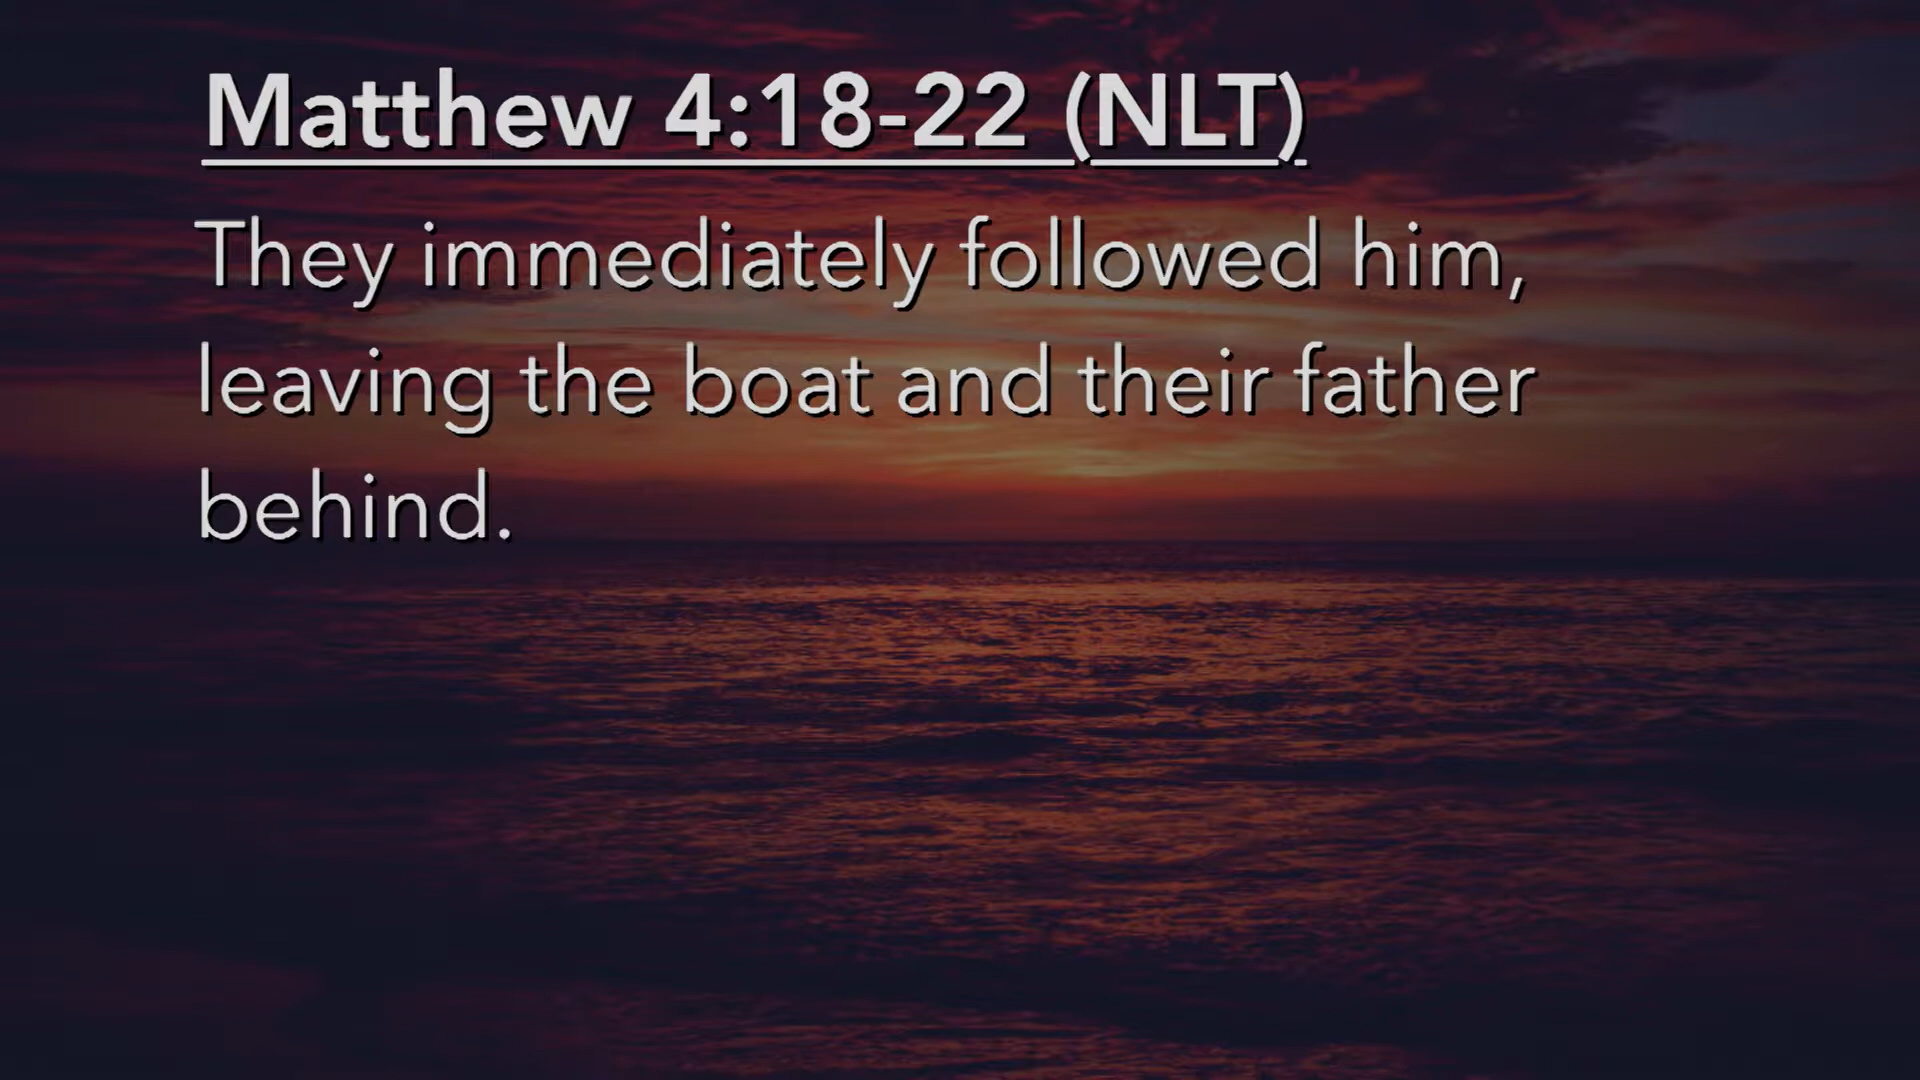 Matthew 4:18-22 (NLT)
They immediately followed him,
leaving the boat and their father
behind.